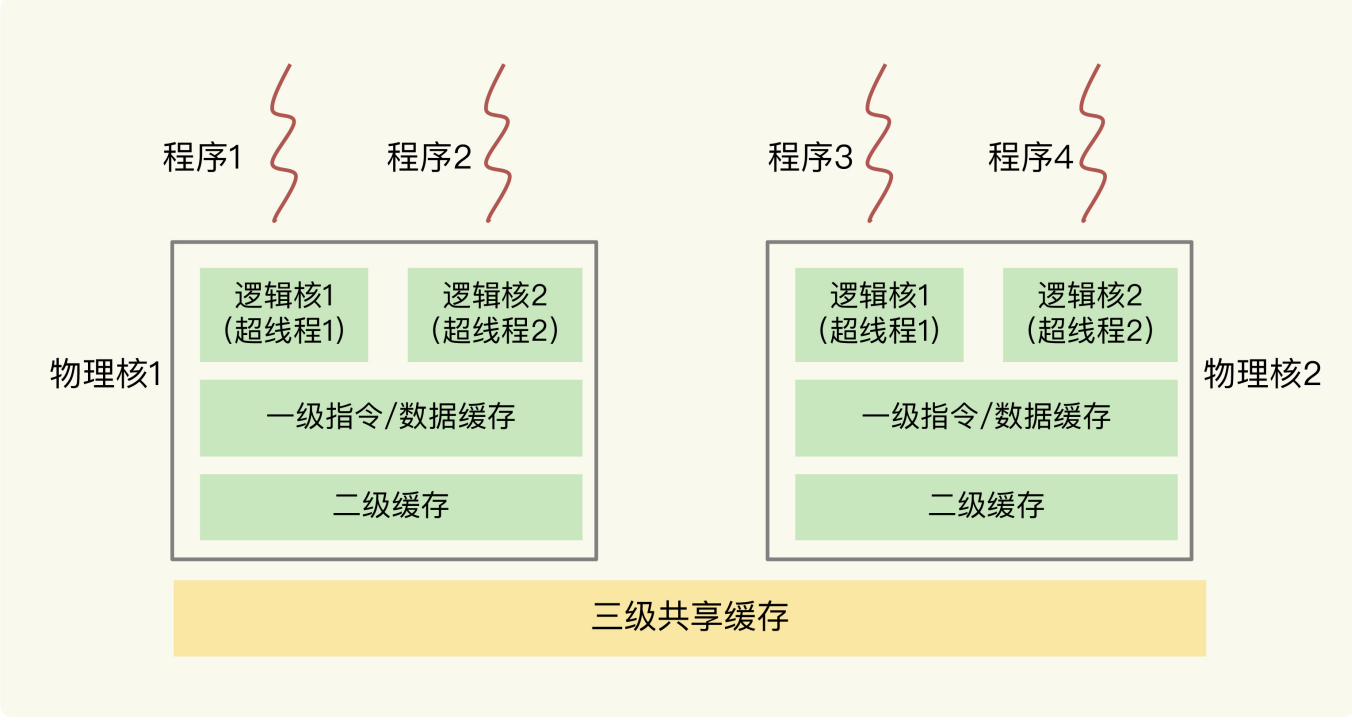 程序1
程序2
程序3
程序4
物理核1
逻辑核1
(超线程1)
逻辑核2
(超线程2)
一级指令/数据缓存
二级缓存
逻辑核1
(超线程1)
逻辑核2
(超线程2)
一级指令/数据缓存
二级缓存
物理核2
三级共享缓存